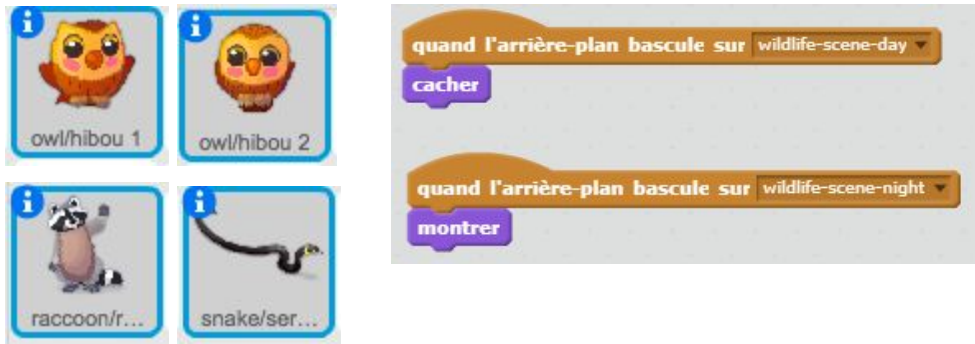 owl/hibou 1
owl/hibou 2
raccoon/r...
snake/ser...
quand l'arrière-plan bascule sur wildlife-scene-day
cacher
quand l'arrière-plan bascule sur wildlife-scene-night
montrer